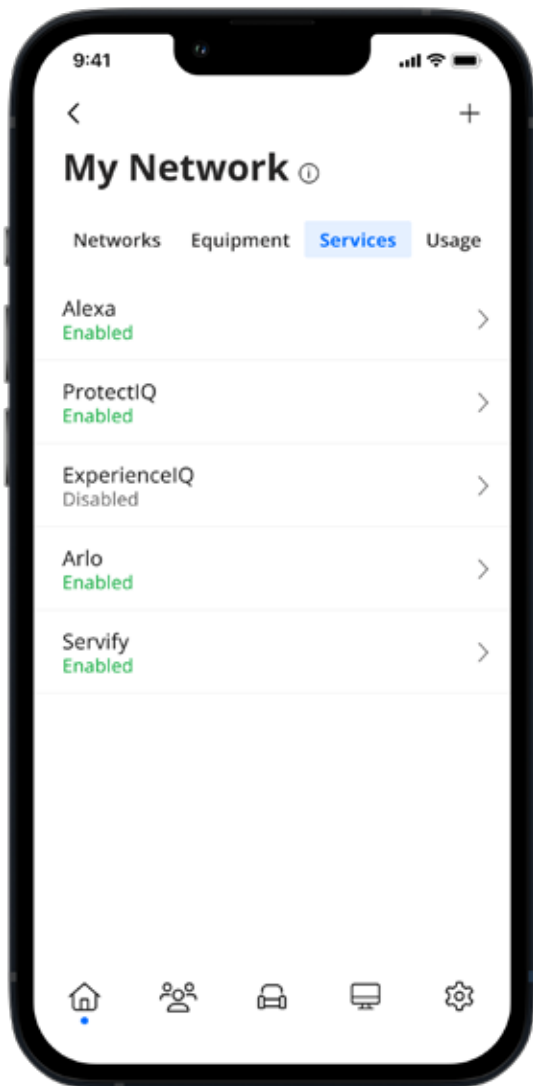 9:41
My Network
Networks Equipment Services Usage
Alexa
Enabled
ProtectIQ
Enabled
ExperienceIQ
Disabled
Arlo
Enabled
Servify
Enabled